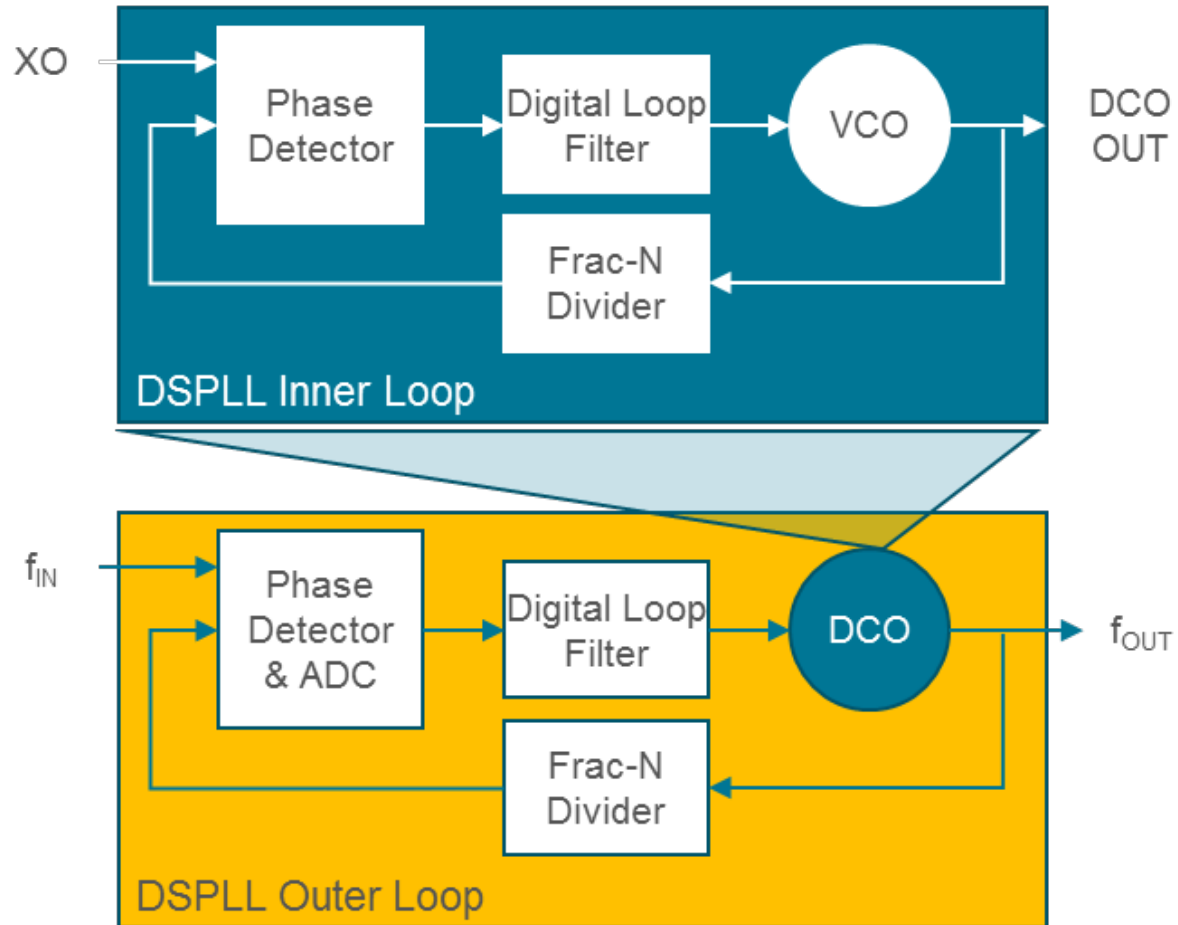 XO
Phase
Detector
Digital Loop
Filter
VCO
DCO
OUT
Frac-N
Divider
DSPLL Inner Loop
fIN
Phase
Detector
& ADC
Digital Loop
Filter
DCO
fOUT
Frac-N
Divider
DSPLL Outer Loop